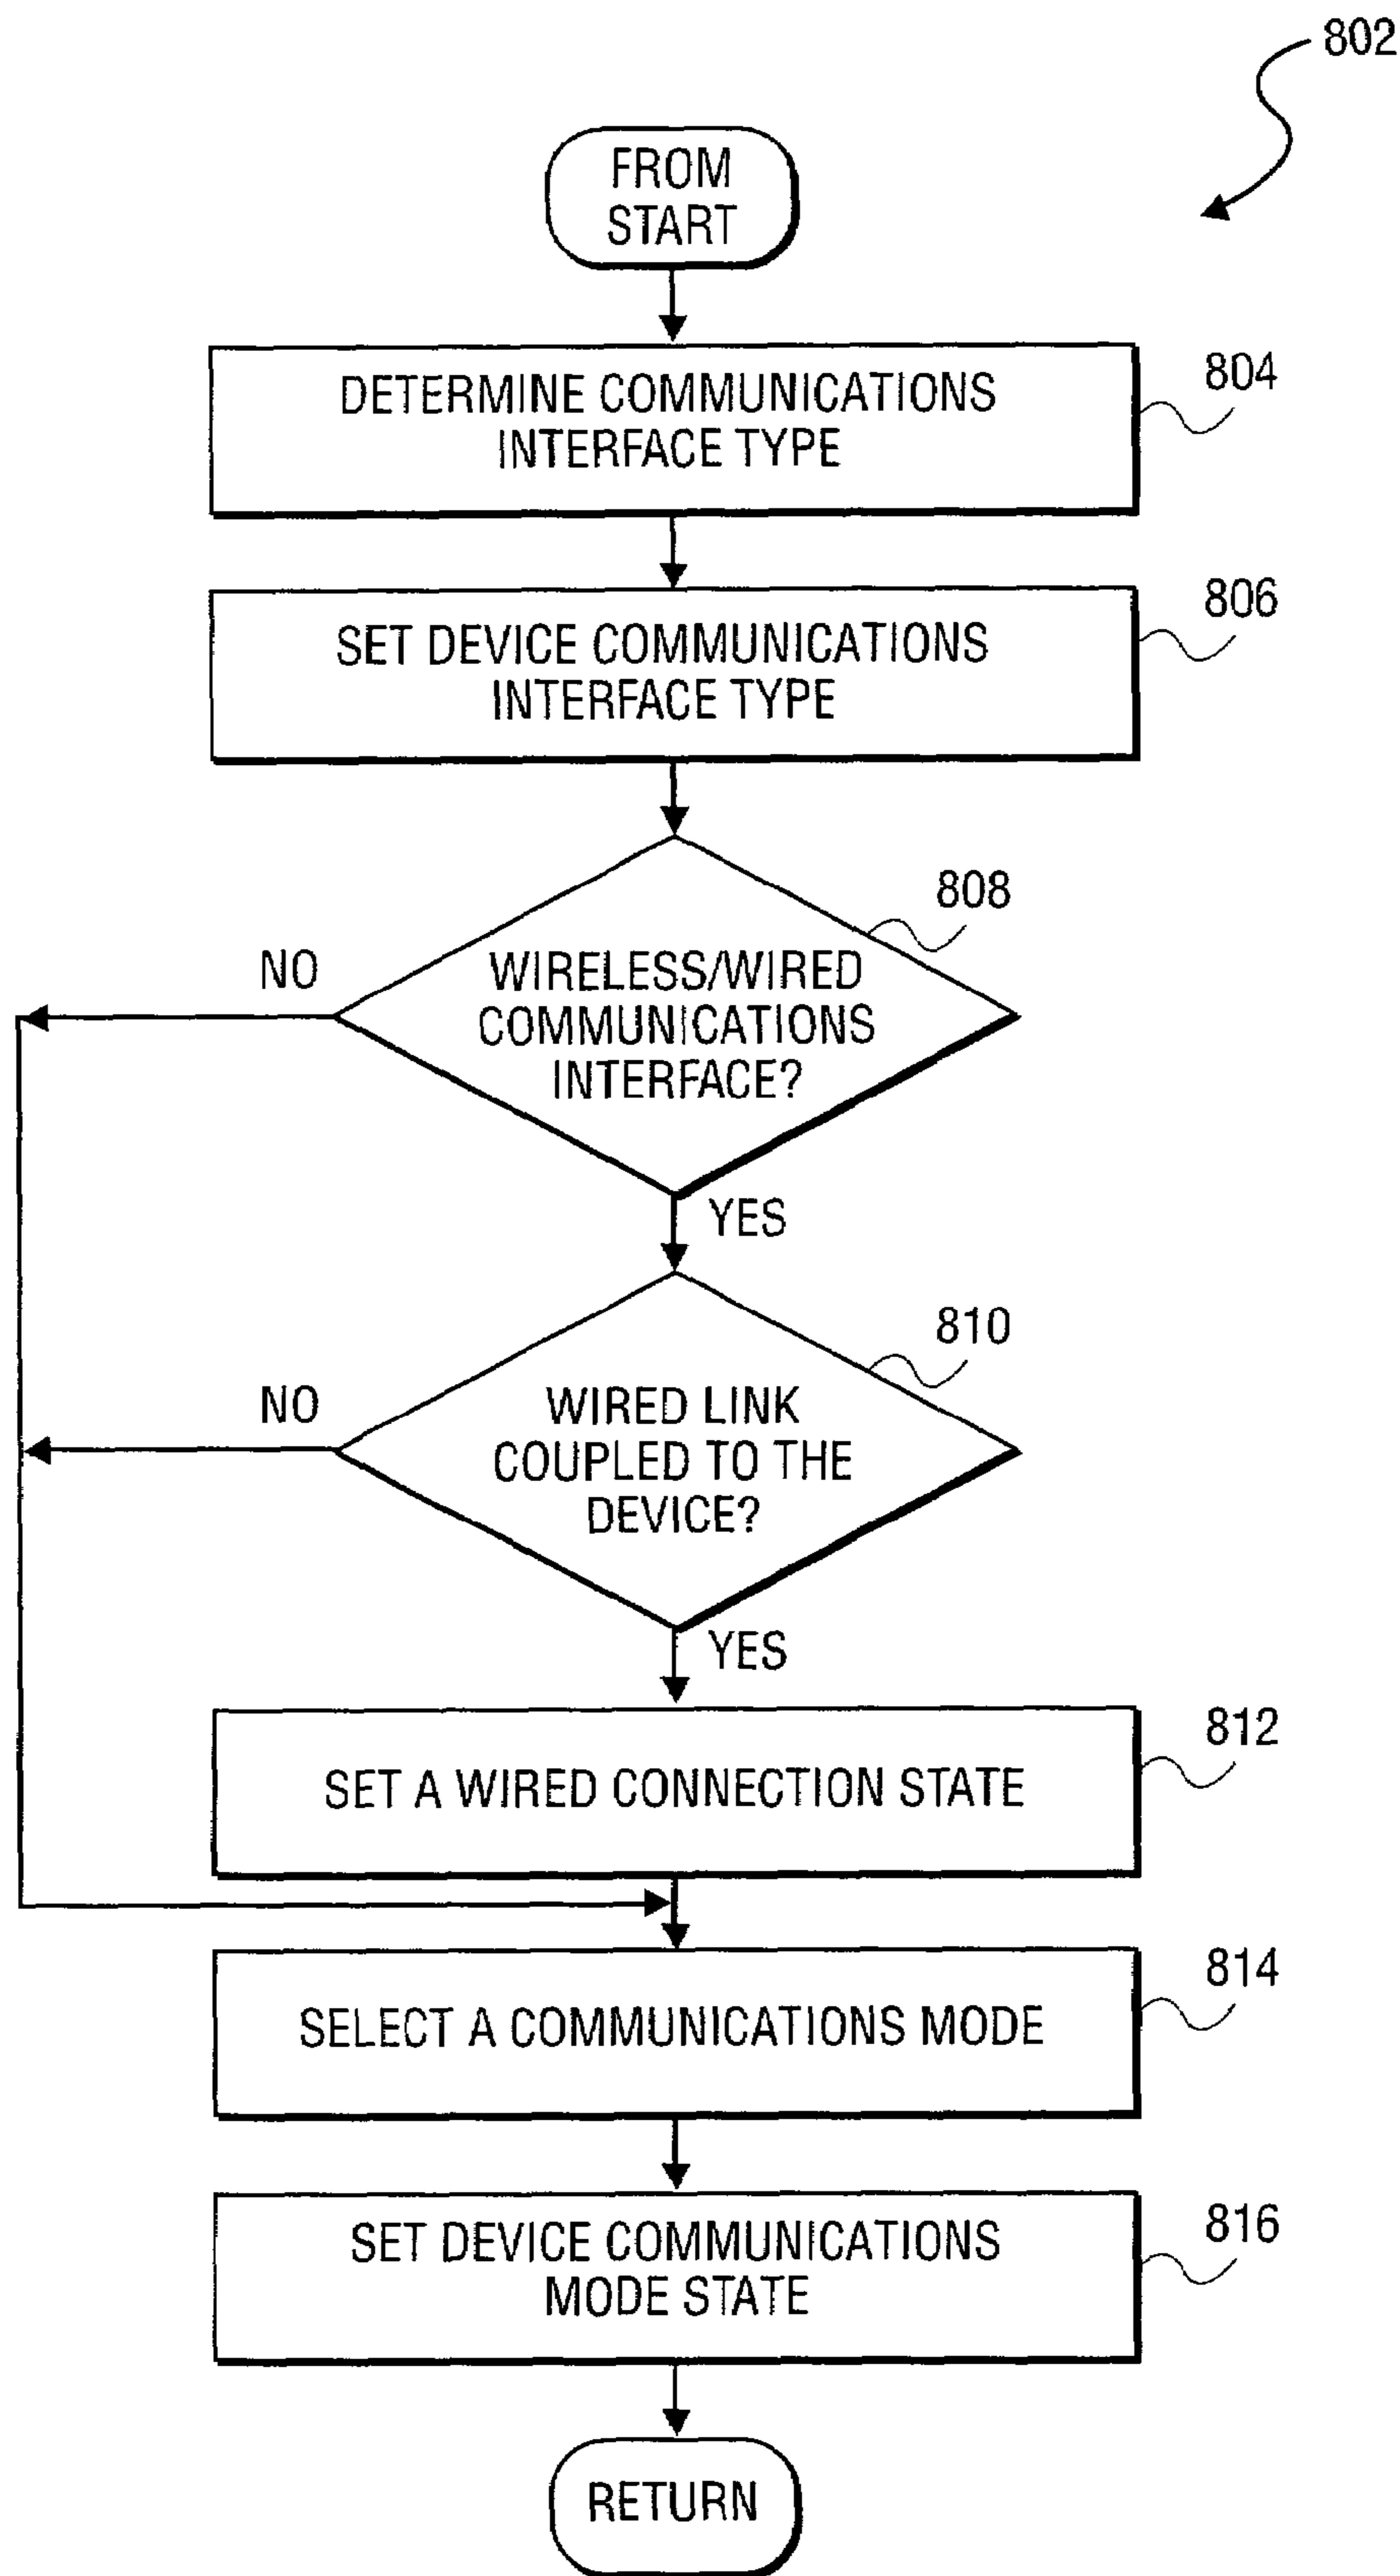 802
FROM
START
DETERMINE COMMUNICATIONS
INTERFACE TYPE
804
SET DEVICE COMMUNICATIONS
INTERFACE TYPE
806
808
NO
WIRELESS/WIRED
COMMUNICATIONS
INTERFACE?
YES
810
NO
WIRED LINK
COUPLED TO THE
DEVICE?
YES
812
SET A WIRED CONNECTION STATE
814
SELECT A COMMUNICATIONS MODE
816
SET DEVICE COMMUNICATIONS
MODE STATE
RETURN